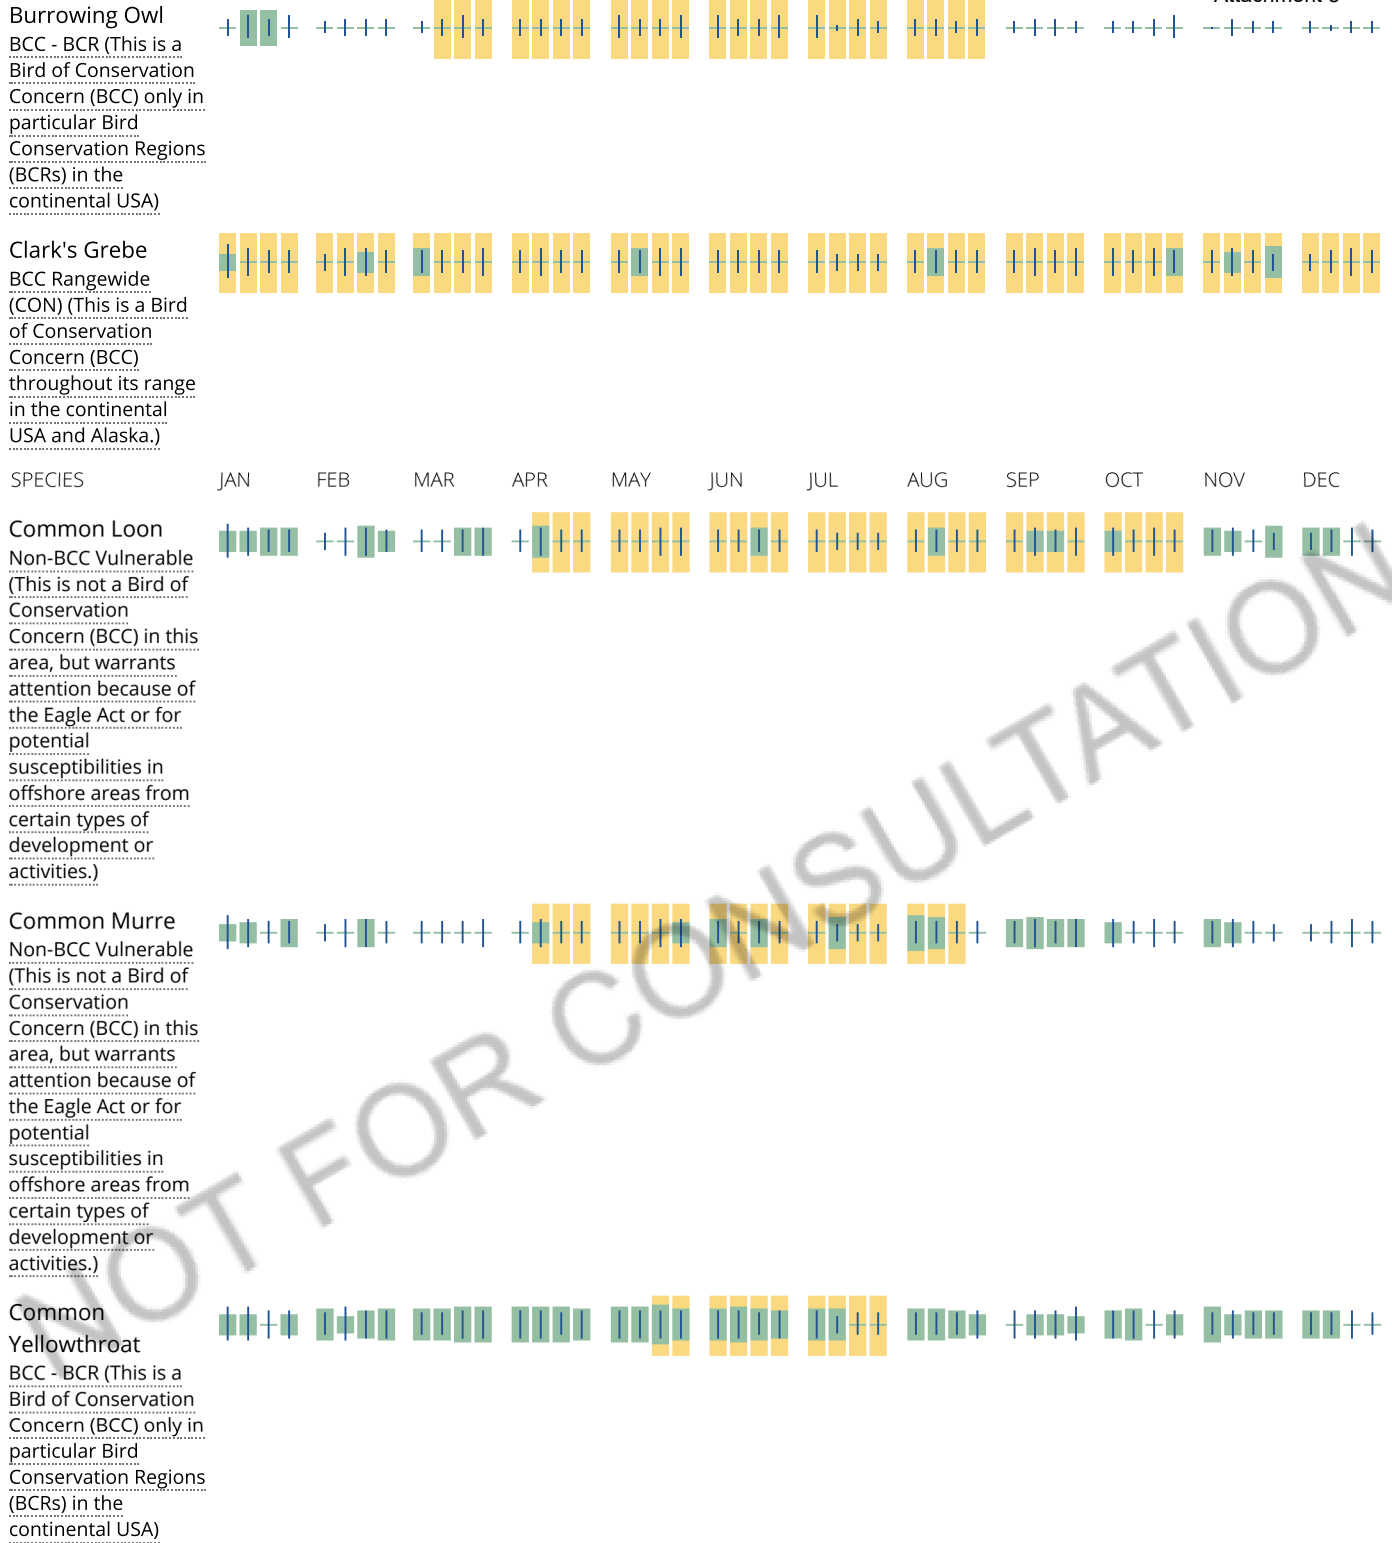 Burrowing Owl
BCC - BCR (This is a
Bird of Conservation
Concern (BCC) only in
particular Bird
Conservation Regions
(BCRs) in the
continental USA)
Clark's Grebe
BCC Rangewide
(CON) (This is a Bird
of Conservation
Concern (BCC)
throughout its range
in the continental
USA and Alaska.)
SPECIES JAN FEB MAR APR MAY JUN JUL AUG SEP OCT NOV DEC
Common Loon
Non-BCC Vulnerable
(This is not a Bird of
Conservation
Concern (BCC) in this
area, but warrants
attention because of
the Eagle Act or for
potential
susceptibilities in
offshore areas from
certain types of
development or
activities.)
Common Murre
Non-BCC Vulnerable
(This is not a Bird of
Conservation
Concern (BCC) in this
area, but warrants
attention because of
the Eagle Act or for
potential
susceptibilities in
offshore areas from
certain types of
development or
activities.)
Common
Yellowthroat
BCC - BCR (This is a
Bird of Conservation
Concern (BCC) only in
particular Bird
Conservation Regions
(BCRs) in the
continental USA)
NOT FOR CONSULTATION